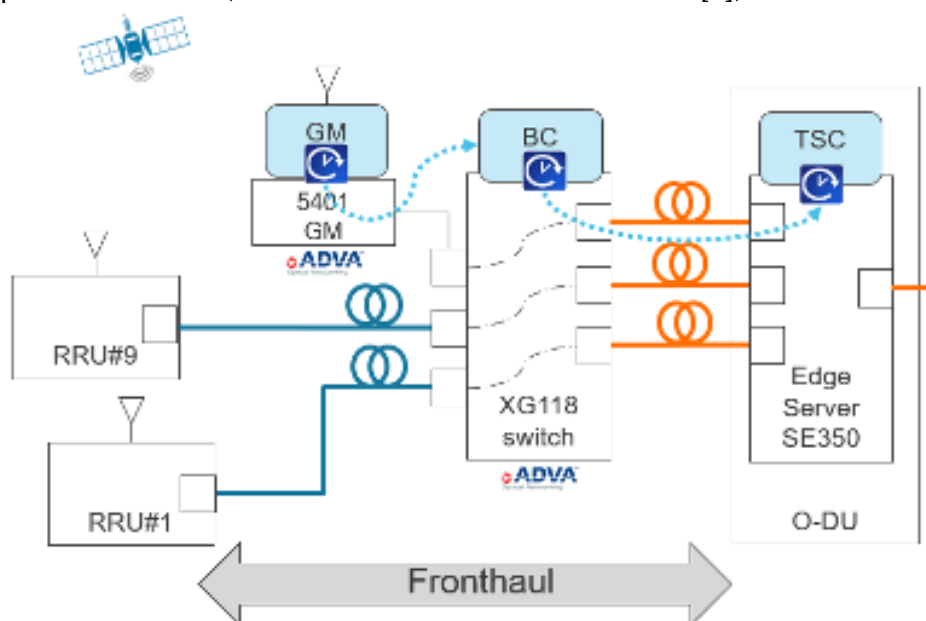 GM
5401
GM
ADVA
BC
TSC
RRU#9
RRU#1
XG118
switch
ADVA
Edge
Server
SE350
O-DU
Fronthaul